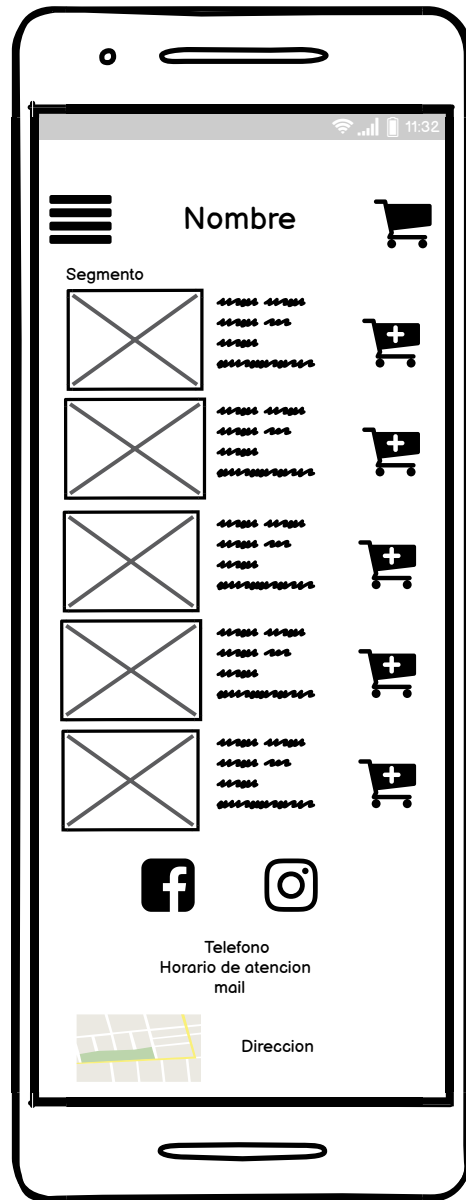 11:32
Nombre
Segmento
Telefono
Horario de atencion
mail
Direccion